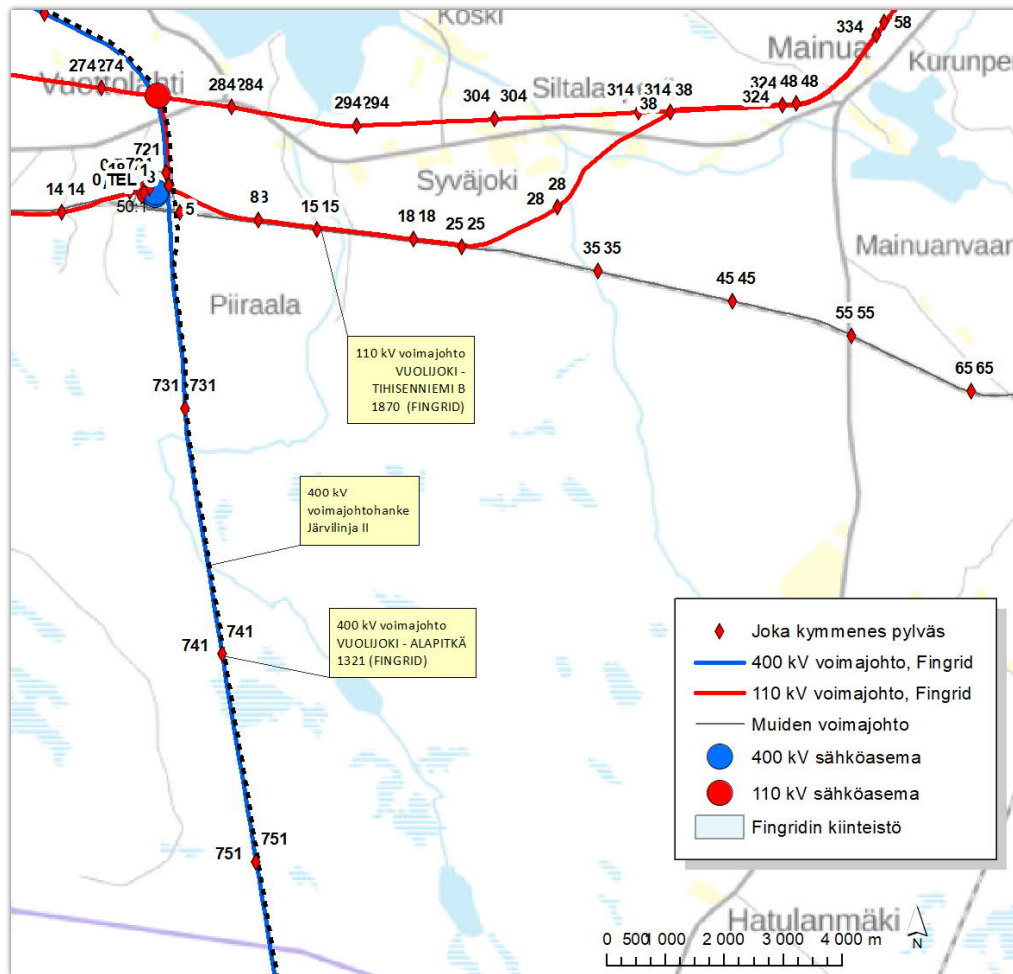 Koski
334
58
Mainua
Kurunper
274 274
Vuottolahti
284 284
Siltala
294 294
304 304
314
314 38
38
324 48 48
324
721
TEL
3
14 14
5
Syväjoki
28
28
88
15 15
18 18
25 25
Mainuanvaar
35 35
45 45
Piiraala
55 55
65 65
110 kV voimajohto
VUOLIJOKI -
TIHISENNIEMI B
1870 (FINGRID)
731 731
400 kV
voimajohtohanke
Järvilinja II
400 kV voimajohto
VUOLIJOKI - ALAPITKÄ
1321 (FINGRID)
741
741
Joka kymmenes pylväs
400 kV voimajohto, Fingrid
110 kV voimajohto, Fingrid
Muiden voimajohto
400 kV sähköasema
110 kV sähköasema
Fingridin kiinteistö
751
751
Hatulanmäki
0 500 1 000 2 000 3 000 4 000 m
N